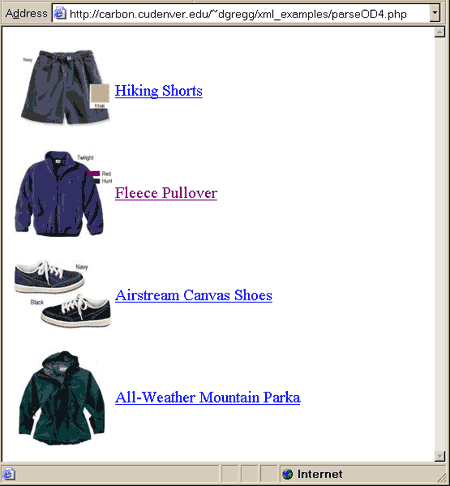 Address http://carbon.cudenver.edu/~dgregg/xml_examples/parseOD4.php
Navy
Khaki
Hiking Shorts
Twilight
Red
Hunt
Fleece Pullover
Navy
Black
Airstream Canvas Shoes
All-Weather Mountain Parka
Internet